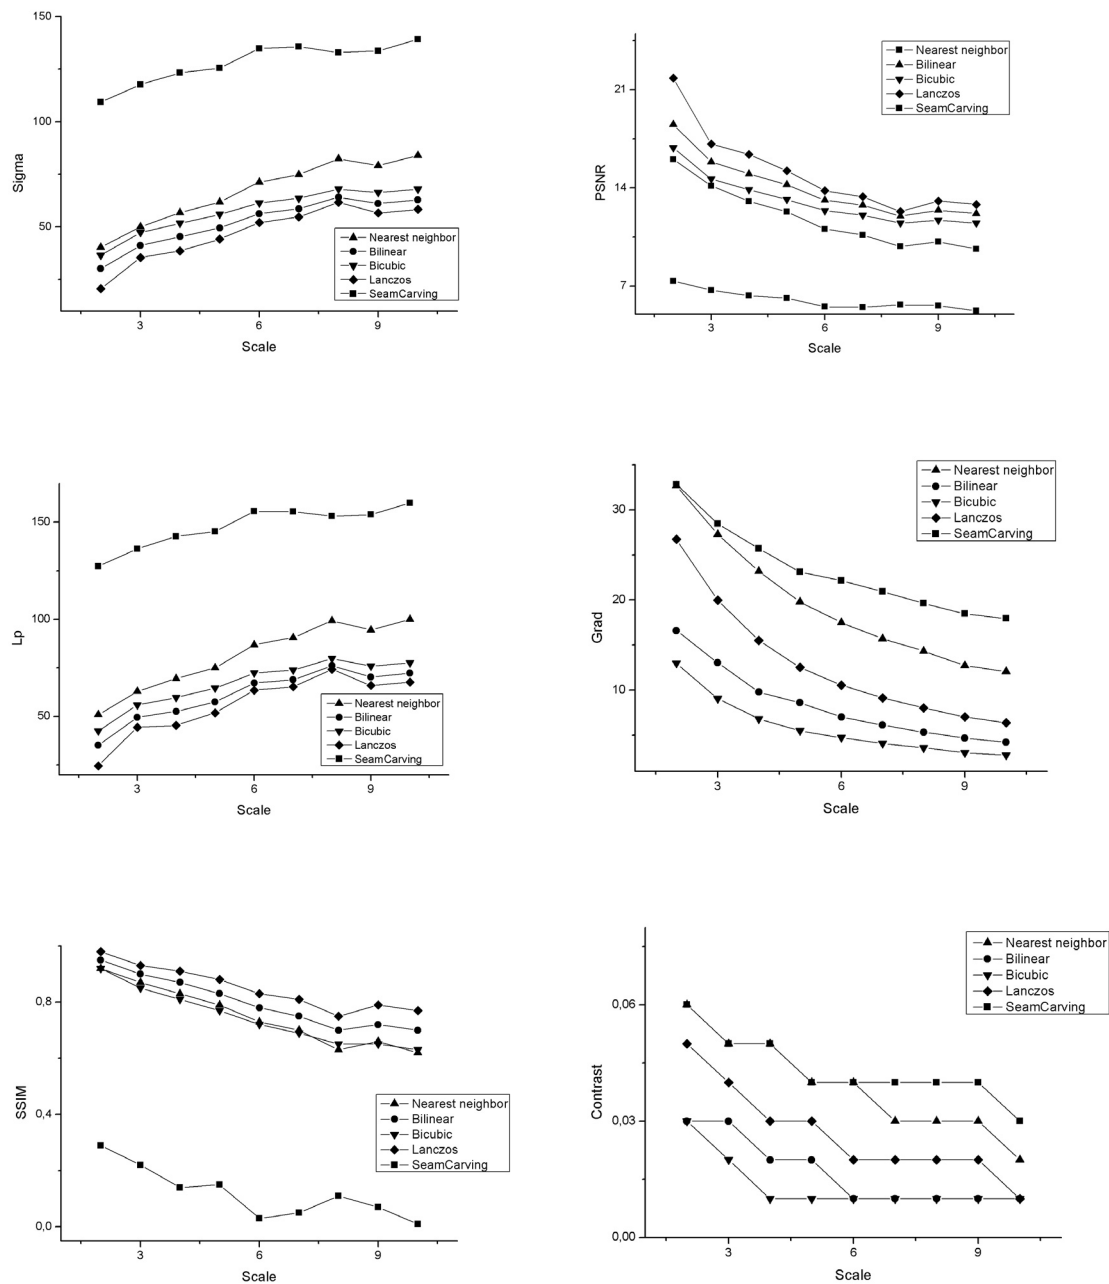 150
100
50
Sigma
3
6
9
Scale
Nearest neighbor
Bilinear
Bicubic
Lanczos
SeamCarving
21
14
7
PSNR
3
6
9
Scale
Nearest neighbor
Bilinear
Bicubic
Lanczos
SeamCarving
150
100
50
Lp
3
6
9
Scale
Nearest neighbor
Bilinear
Bicubic
Lanczos
SeamCarving
30
20
10
Grad
3
6
9
Scale
Nearest neighbor
Bilinear
Bicubic
Lanczos
SeamCarving
0,8
0,4
0,0
SSIM
3
6
9
Scale
Nearest neighbor
Bilinear
Bicubic
Lanczos
SeamCarving
0,06
0,03
0,00
Contrast
3
6
9
Scale
Nearest neighbor
Bilinear
Bicubic
Lanczos
SeamCarving